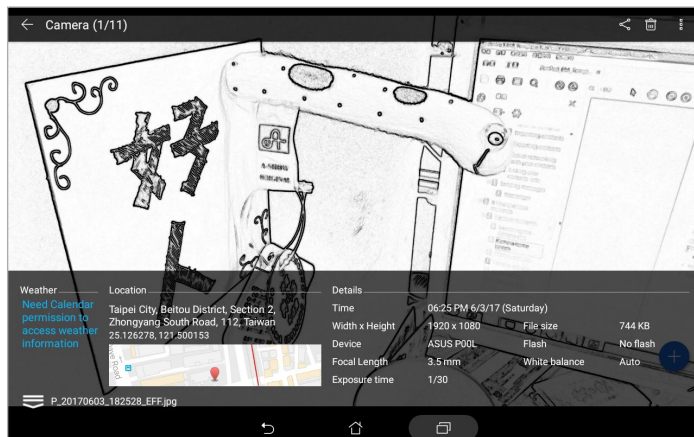 Camera (1/11)
A-SHOW
ORIGINAL
Weather
Need Calendar
permission to
access weather
information
Location
Taipei City, Beitou District, Section 2,
Zhongyang South Road, 112, Taiwan
25.126278, 121.500153
Details
Time 06:25 PM 6/3/17 (Saturday)
Width x Height 1920 x 1080 File size 744 KB
Device ASUS P00L Flash No flash
Focal Length 3.5 mm White balance Auto
Exposure time 1/30
P_20170603_182528_EFF.jpg